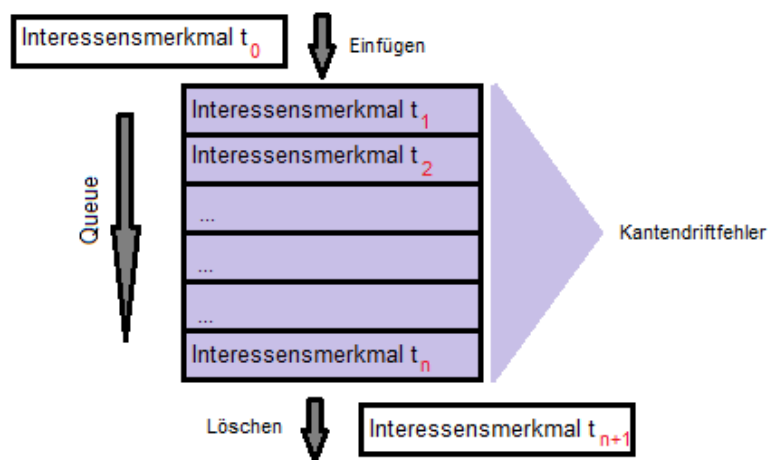 Interessensmerkmal t0
Einfügen
Interessensmerkmal t1
Interessensmerkmal t2
...
...
...
Interessensmerkmal tn
Queue
Kantendriftfehler
Löschen
Interessensmerkmal tn+1